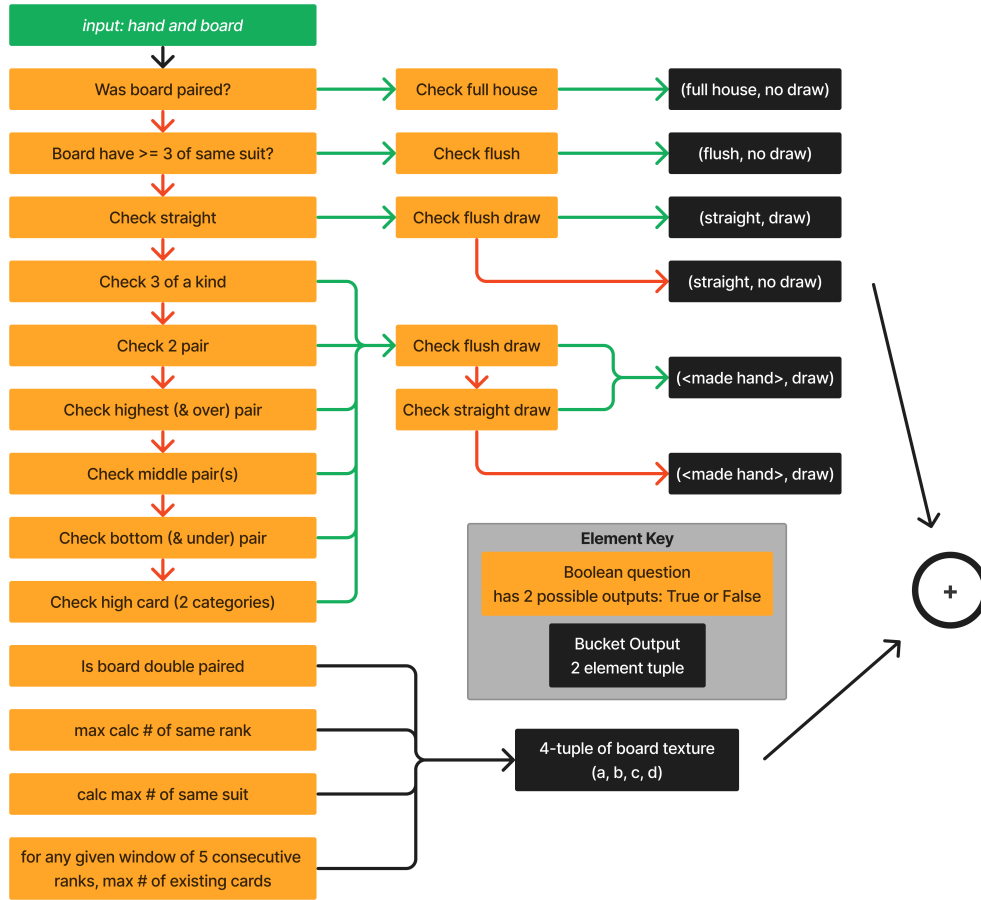 input: hand and board
Was board paired?
Check full house
(full house, no draw)
Board have >= 3 of same suit?
Check flush
(flush, no draw)
Check straight
Check flush draw
(straight, draw)
Check 3 of a kind
(straight, no draw)
Check 2 pair
Check flush draw
(<made hand>, draw)
Check highest (& over) pair
Check straight draw
Check middle pair(s)
(<made hand>, draw)
Check bottom (& under) pair
Check high card (2 categories)
Element Key
Boolean question
has 2 possible outputs: True or False
Bucket Output
2 element tuple
+
Is board double paired
max calc # of same rank
calc max # of same suit
for any given window of 5 consecutive
ranks, max # of existing cards
4-tuple of board texture
(a, b, c, d)